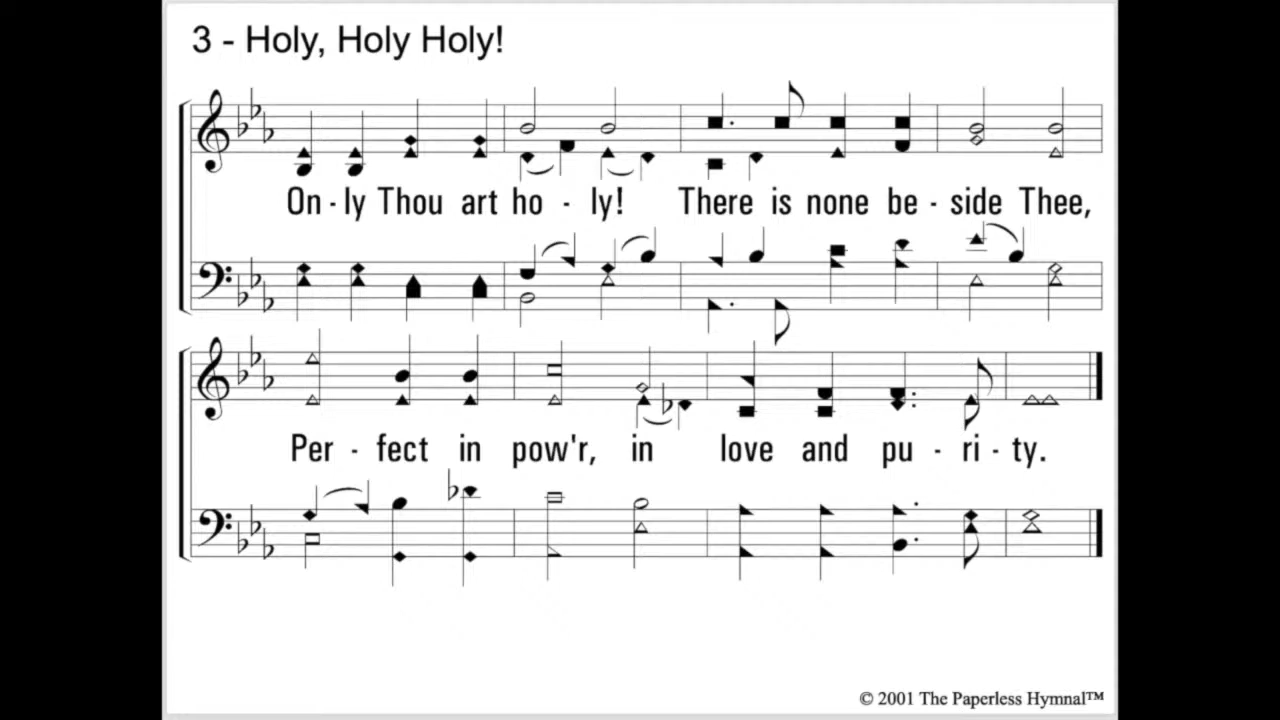 3 - Holy, Holy Holy!
On - ly Thou art ho - ly! There is none be - side Thee,
Per - fect in pow'r, in love and pu - ri - ty.
© 2001 The Paperless Hymnal™